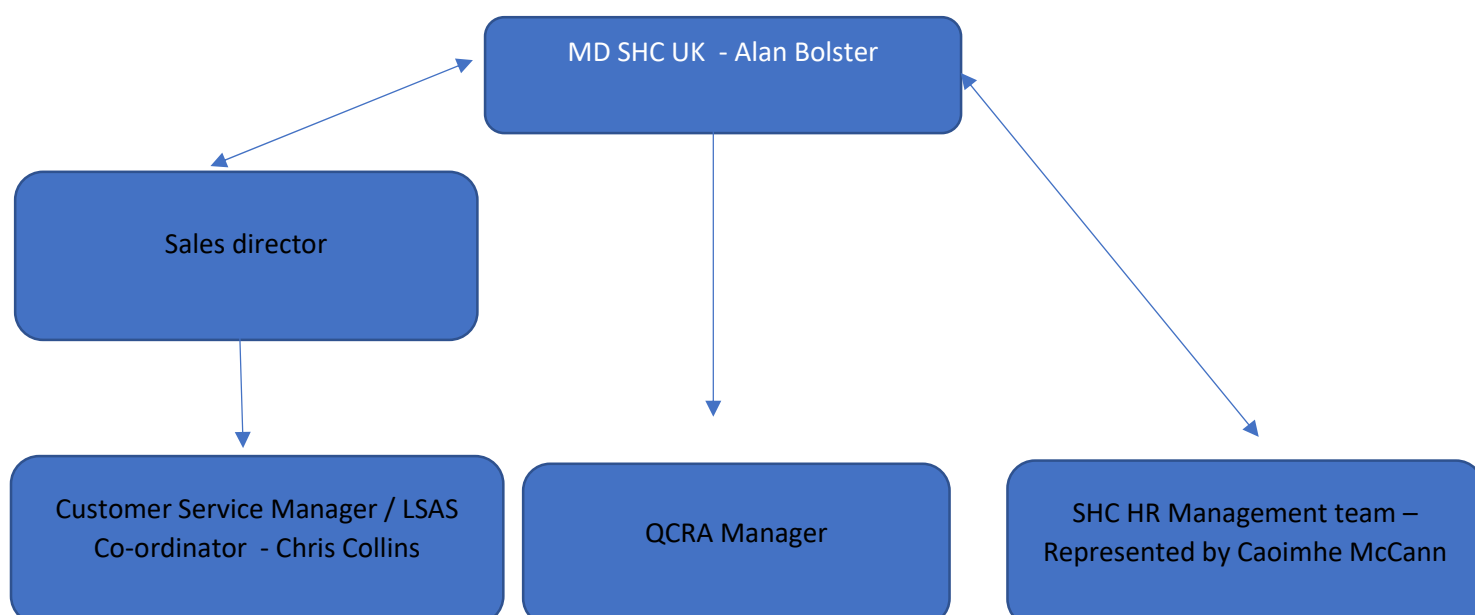 MD SHC UK  - Alan Bolster
Sales director
Customer Service Manager / LSAS
Co-ordinator  - Chris Collins
QCRA Manager
SHC HR Management team –
Represented by Caoimhe McCann